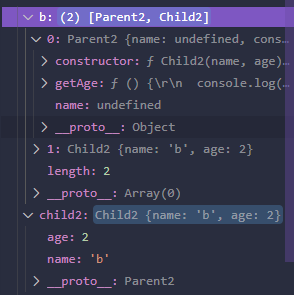 b: (2) [Parent2, Child2]
0: Parent2 {name: undefined, cons…
constructor: ƒ Child2(name, age)
getAge: ƒ () {\r\n  console.log(
name: undefined
__proto__: Object
1: Child2 {name: 'b', age: 2}
length: 2
__proto__: Array(0)
child2: Child2 {name: 'b', age: 2}
age: 2
name: 'b'
__proto__: Parent2